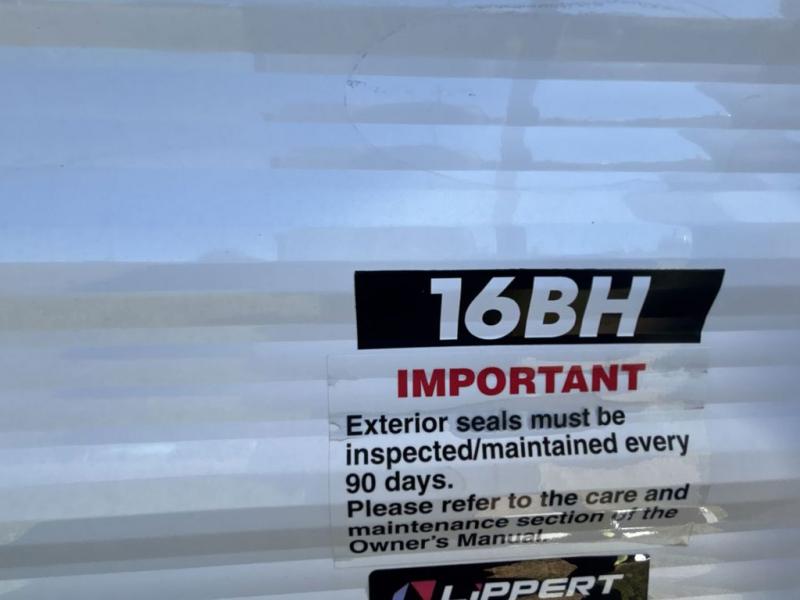 16BH
IMPORTANT
Exterior seals must be
inspected/maintained every
90 days.
Please refer to the care and
maintenance section of the
Owner's Manual.
LIPPERT